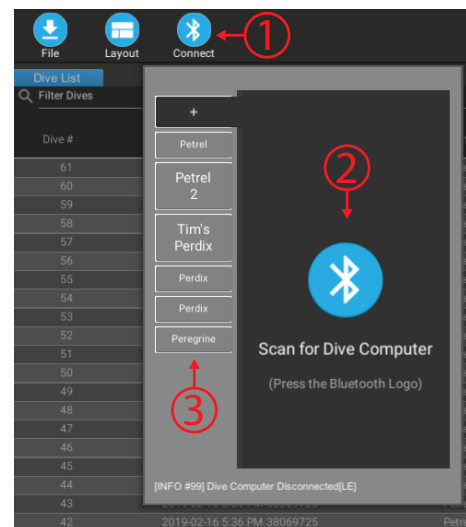 File
Layout
Connect
1
Dive List
Filter Dives
Dive #
61
60
59
58
57
56
55
54
53
52
51
50
49
48
47
46
45
44
43
42
+
Petrel
Petrel
2
Tim's
Perdix
Perdix
Perdix
Peregrine
3
2
Scan for Dive Computer
(Press the Bluetooth Logo)
[INFO #99] Dive Computer Disconnected[LE]
2019-02-16 5:36 PM 38069725